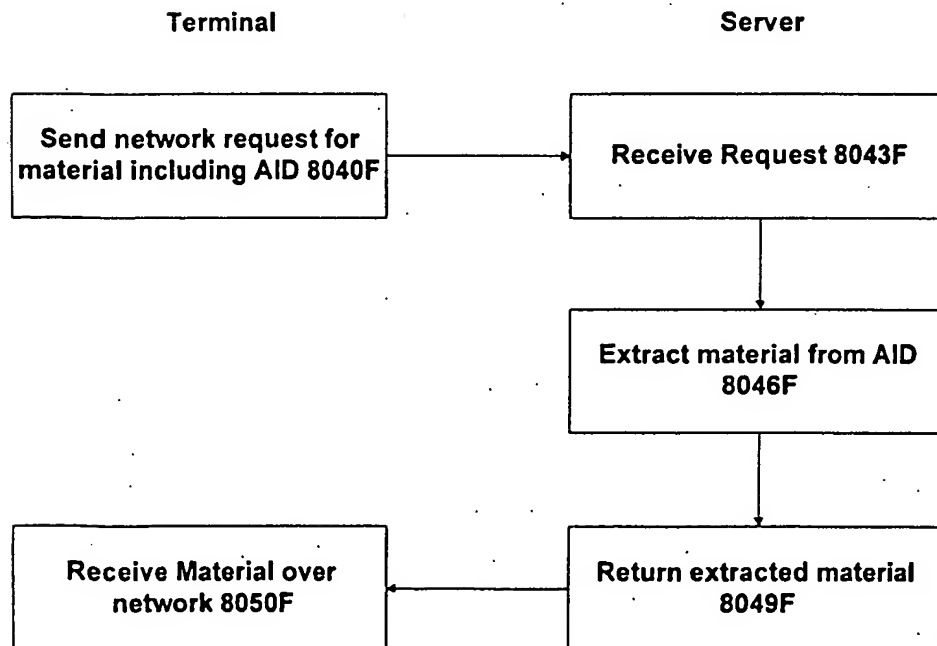 Terminal
Server
Send network request for
material including AID 8040F
Receive Request 8043F
Extract material from AID
8046F
Receive Material over
network 8050F
Return extracted material
8049F